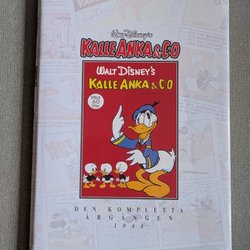 Walt Disney's
KALLE ANKA & C:O
WALT DISNEY'S
KALLE ANKA & C:O
DEN KOMPLETTA
ÅRGÅNGEN
1948